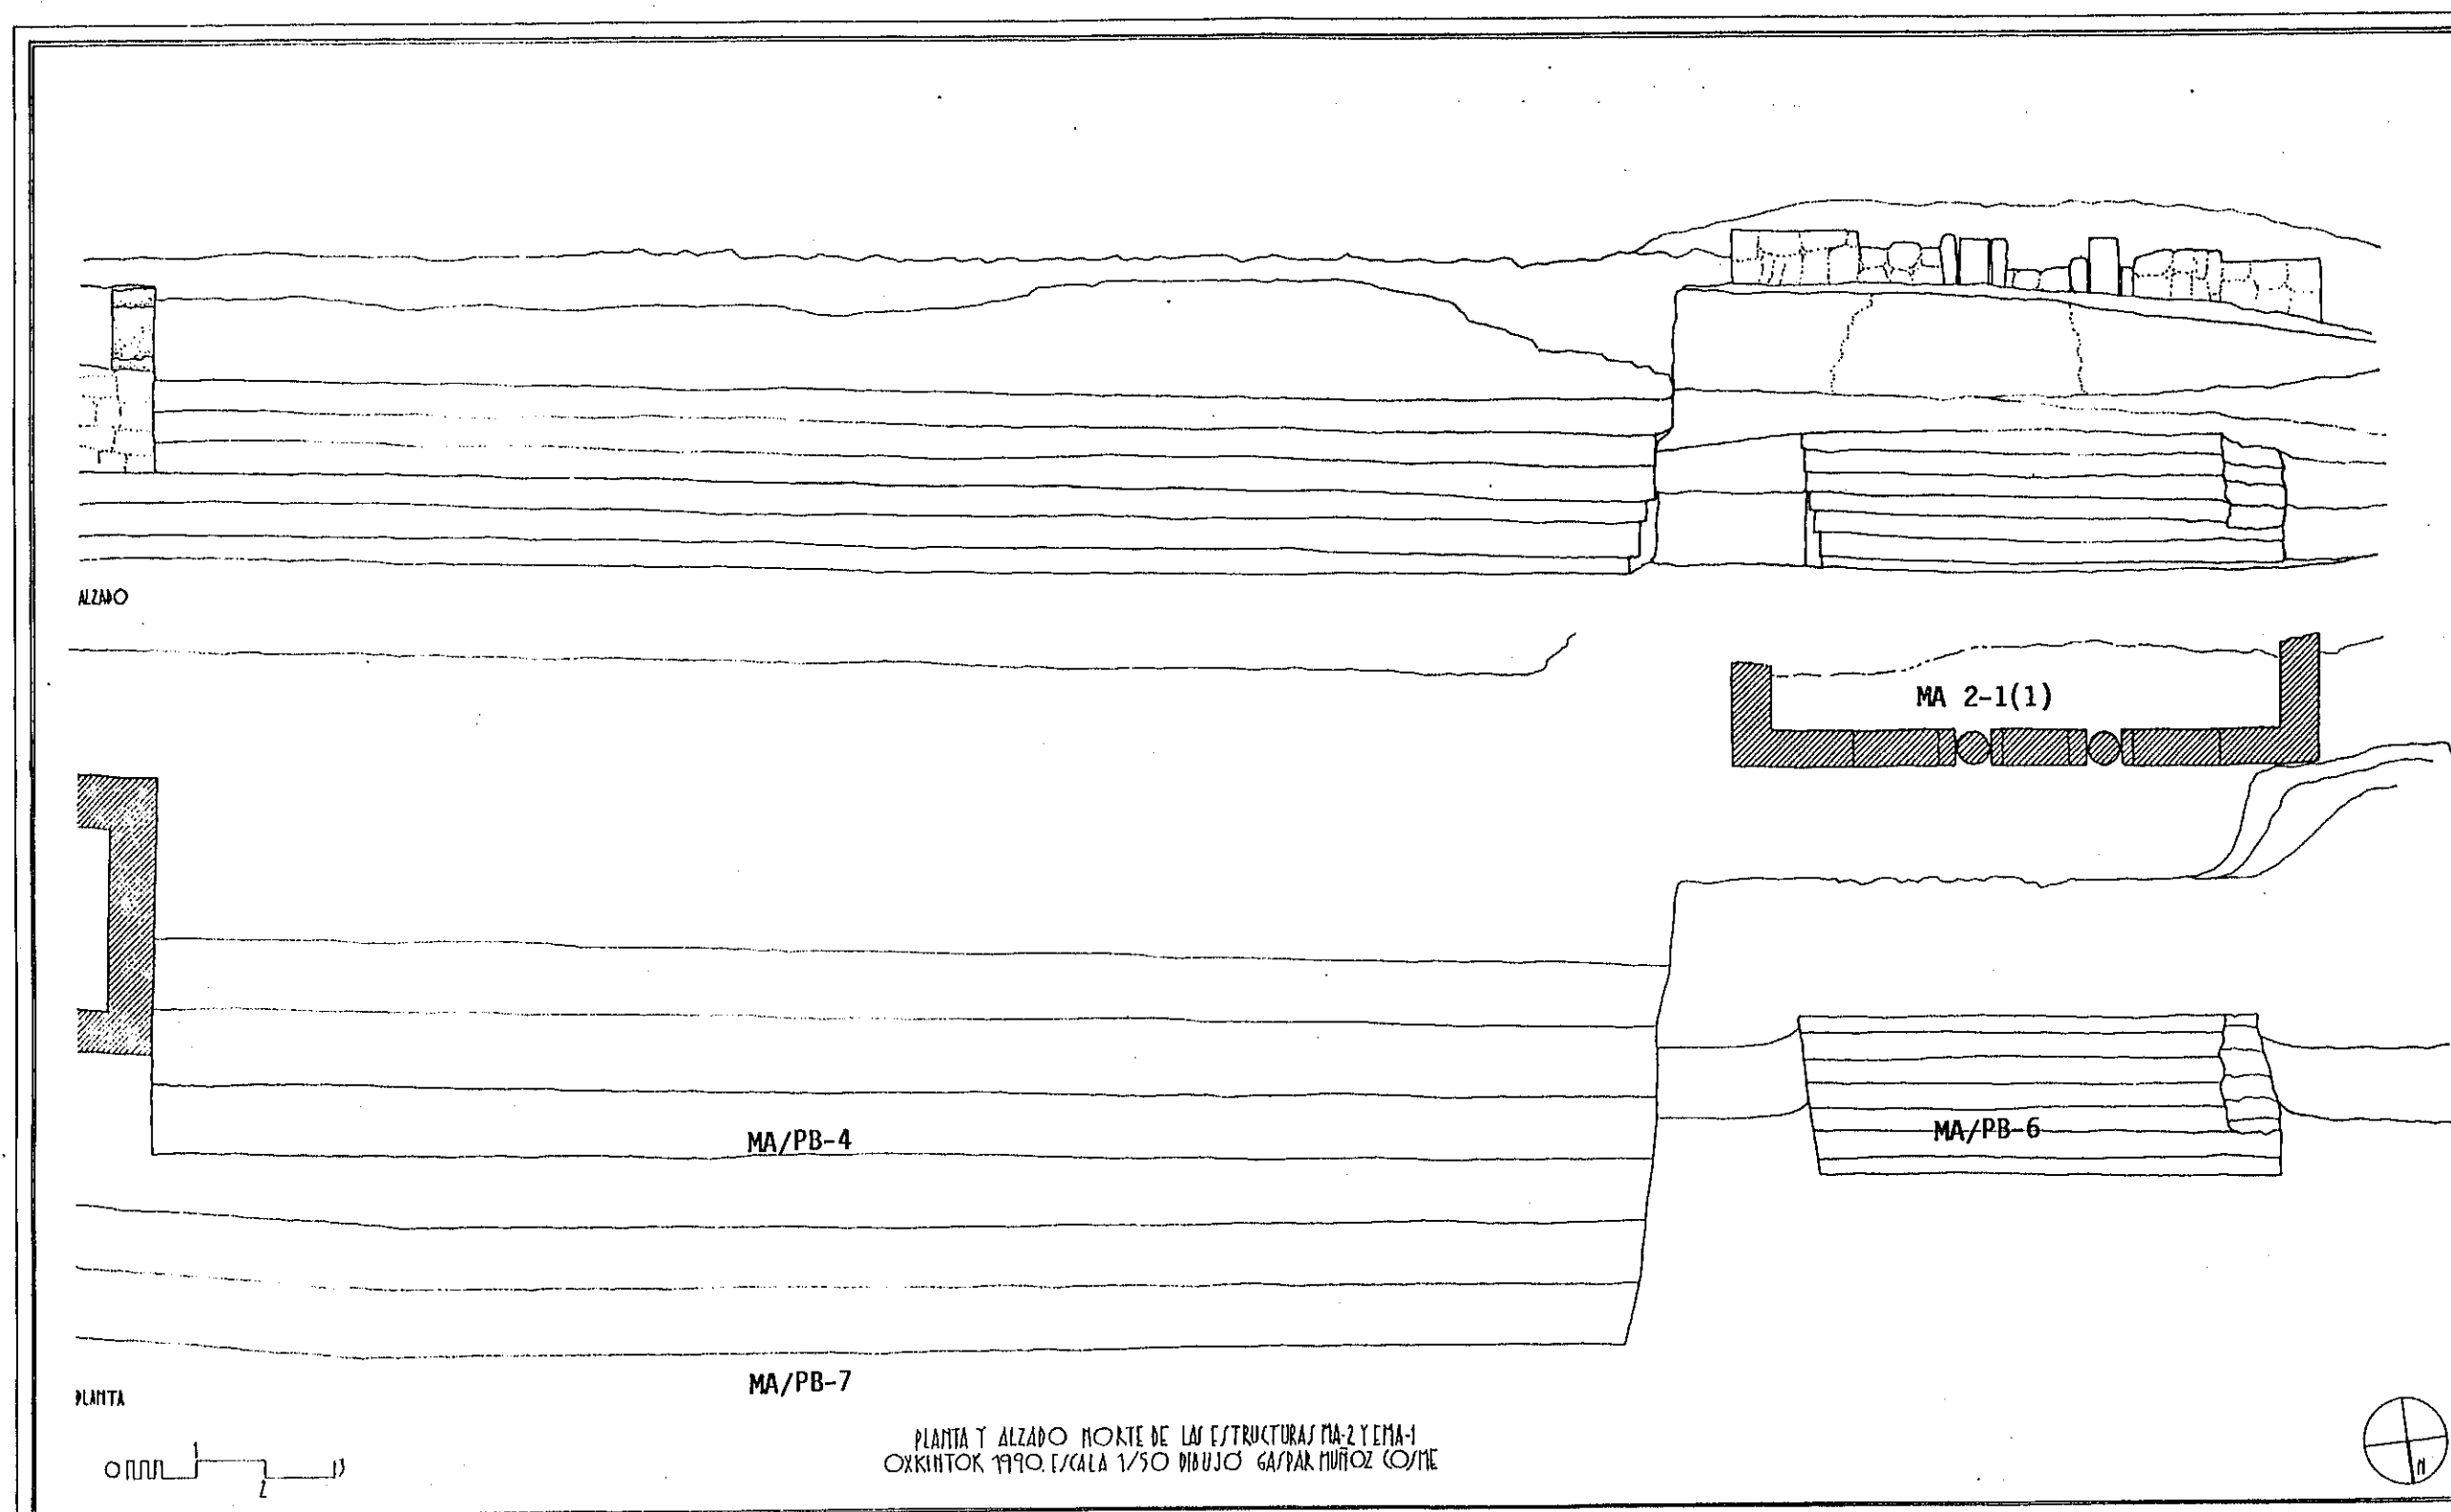 ALZADO
MA 2-1(1)
MA/PB-4
MA/PB-6
MA/PB-7
PLANTA
0 1 2 3
PLANTA Y ALZADO NORTE DE LAS ESTRUCTURAS MA-2 Y EMA-1
OXKINTOK 1990. ESCALA 1/50 DIBUJO GASPAR MUÑOZ COSME
N